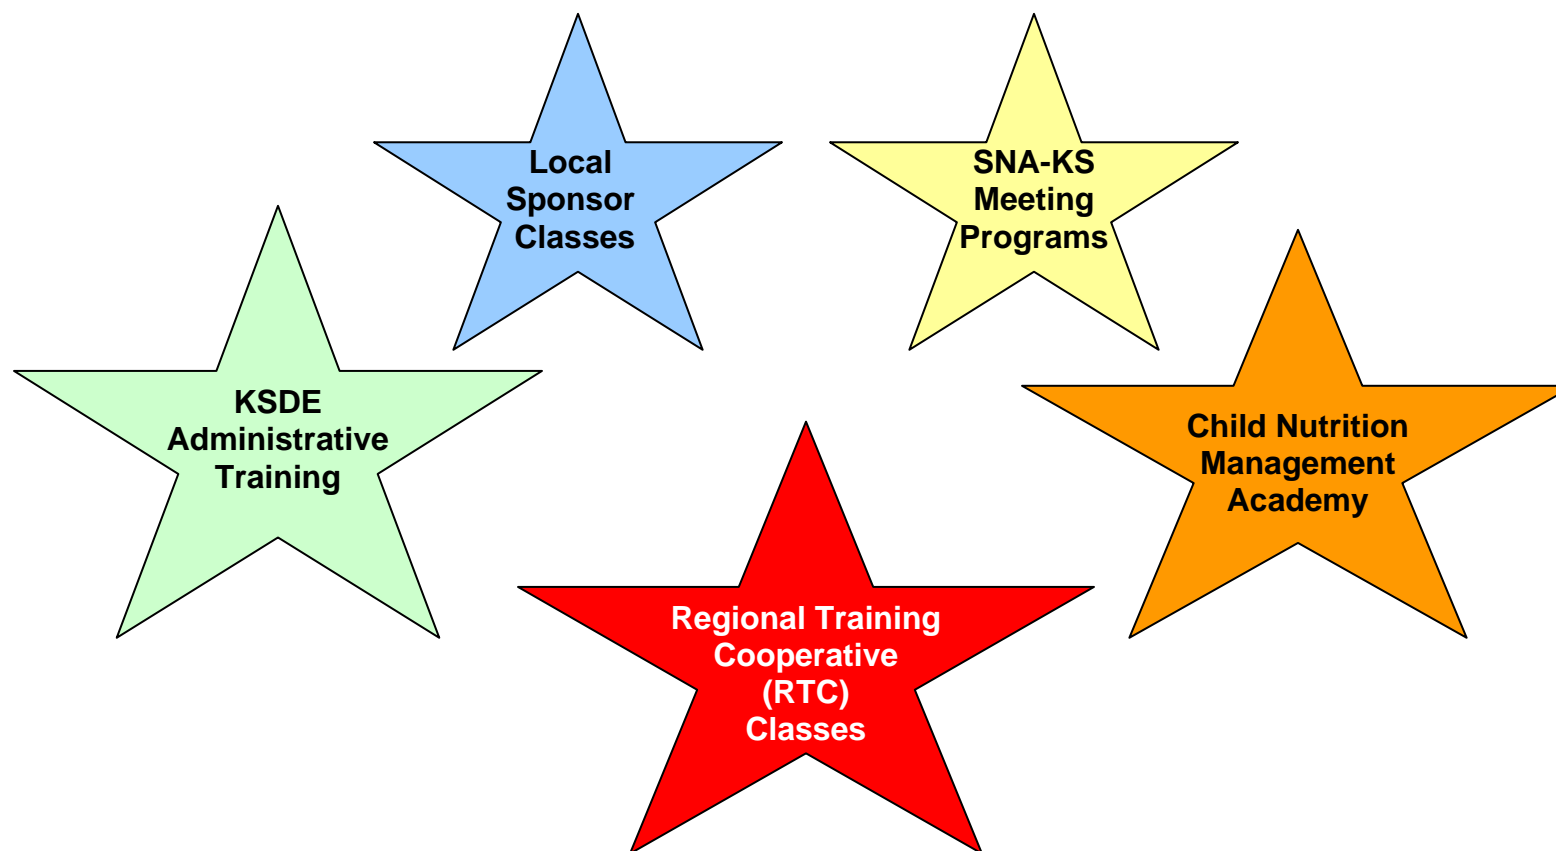 Local
Sponsor
Classes
SNA-KS
Meeting
Programs
KSDE
Administrative
Training
Child Nutrition
Management
Academy
Regional Training
Cooperative
(RTC)
Classes